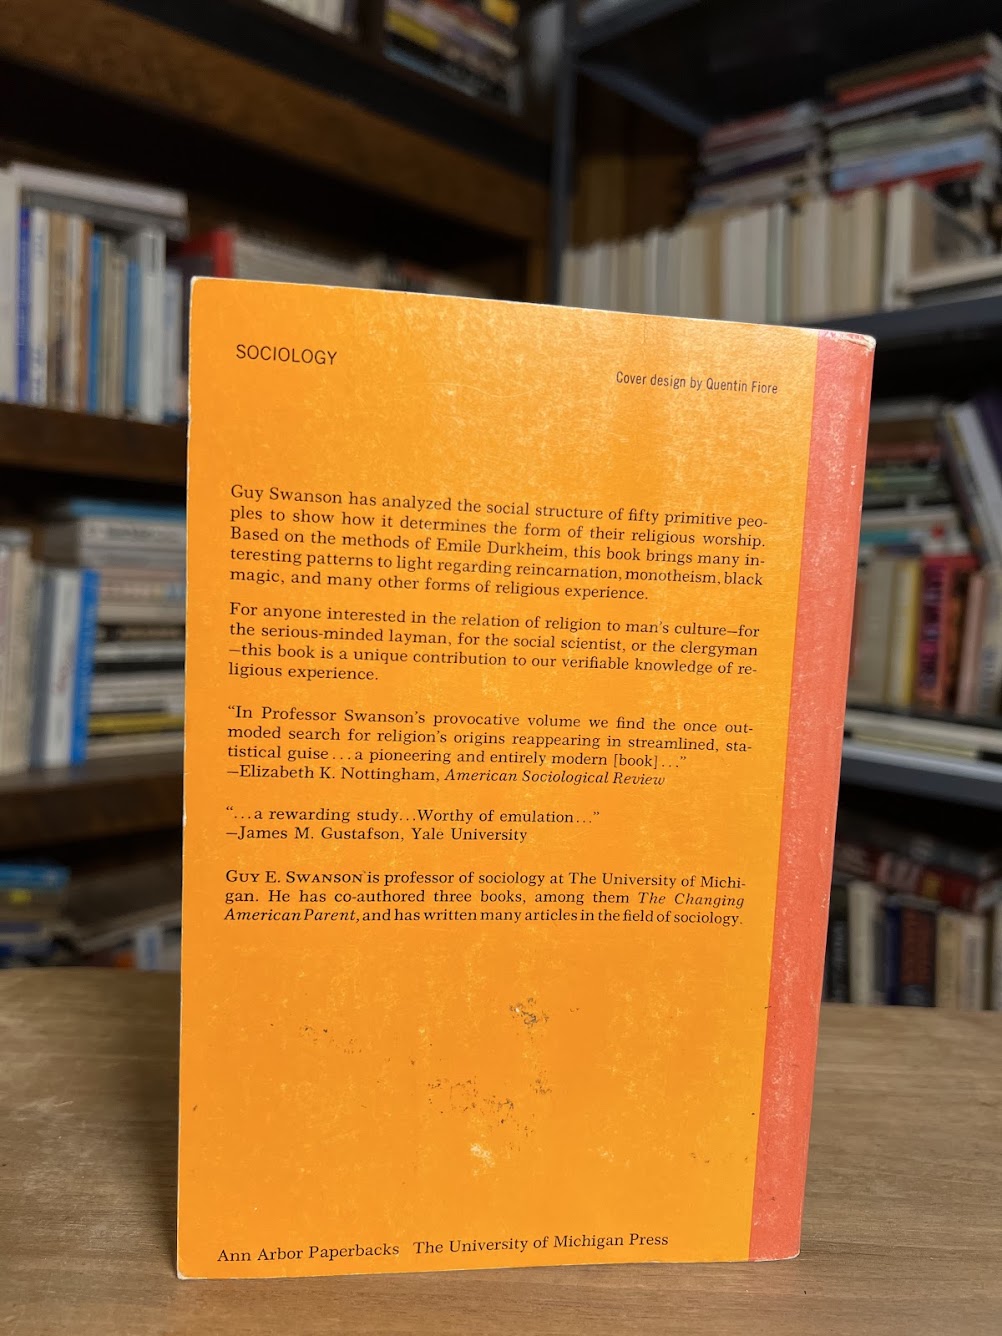 SOCIOLOGY
Cover design by Quentin Fiore
Guy Swanson has analyzed the social structure of fifty primitive peo-
ples to show how it determines the form of their religious worship.
Based on the methods of Emile Durkheim, this book brings many in-
teresting patterns to light regarding reincarnation, monotheism, black
magic, and many other forms of religious experience.
For anyone interested in the relation of religion to man's culture—for
the serious-minded layman, for the social scientist, or the clergyman
—this book is a unique contribution to our verifiable knowledge of re-
ligious experience.
“In Professor Swanson's provocative volume we find the once out-
moded search for religion's origins reappearing in streamlined, sta-
tistical guise...a pioneering and entirely modern [book]...”
—Elizabeth K. Nottingham, American Sociological Review
“...a rewarding study...Worthy of emulation...”
—James M. Gustafson, Yale University
GUY E. SWANSON is professor of sociology at The University of Michi-
gan. He has co-authored three books, among them The Changing
American Parent, and has written many articles in the field of sociology.
Ann Arbor Paperbacks The University of Michigan Press